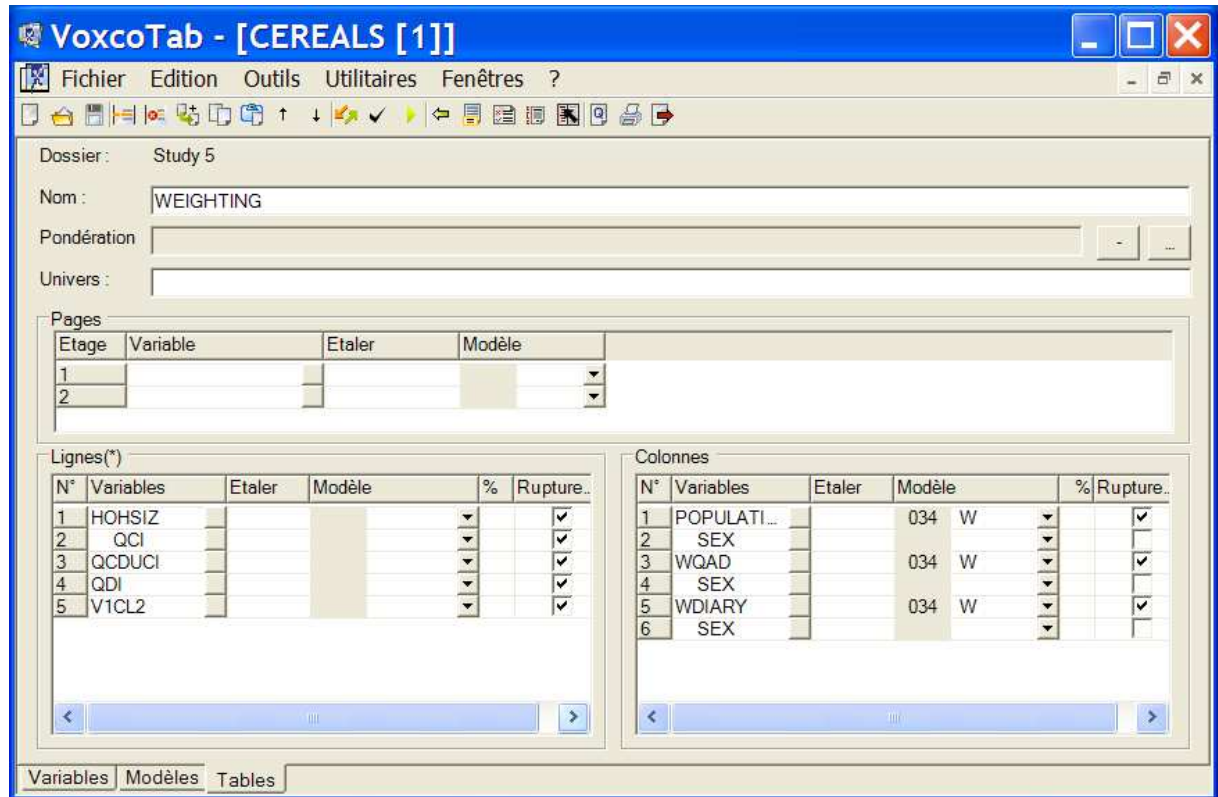 VoxcoTab - [CEREALS [1]]
Fichier Edition Outils Utilitaires Fenêtres ?
Dossier : Study 5
Nom : WEIGHTING
Pondération - ...
Univers :
Pages
Etage Variable Etaler Modèle
1
2
Lignes(*)
N° Variables Etaler Modèle % Rupture..
1 HOHSIZ
2 QCI
3 QCDUCI
4 QDI
5 V1CL2
Colonnes
N° Variables Etaler Modèle % Rupture..
1 POPULATI... 034 W
2 SEX
3 WQAD 034 W
4 SEX
5 WDIARY 034 W
6 SEX
Variables Modèles Tables